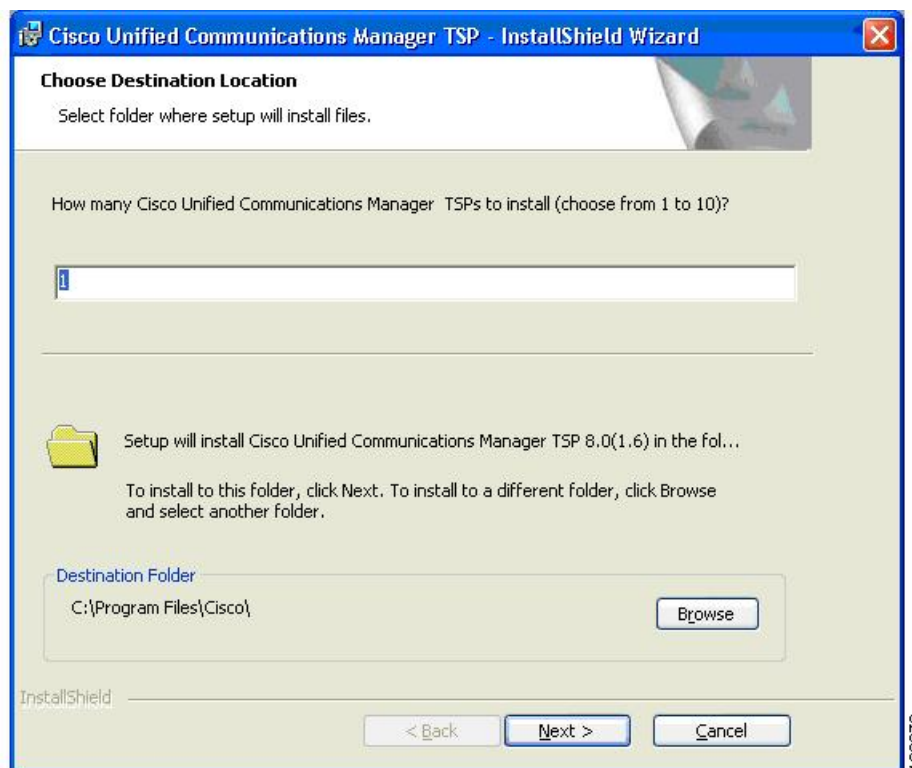 Cisco Unified Communications Manager TSP - InstallShield Wizard
Choose Destination Location
Select folder where setup will install files.
How many Cisco Unified Communications Manager TSPs to install (choose from 1 to 10)?
1
Setup will install Cisco Unified Communications Manager TSP 8.0(1.6) in the fol...
To install to this folder, click Next. To install to a different folder, click Browse
and select another folder.
Destination Folder
C:\Program Files\Cisco\
Browse
InstallShield
< Back
Next >
Cancel